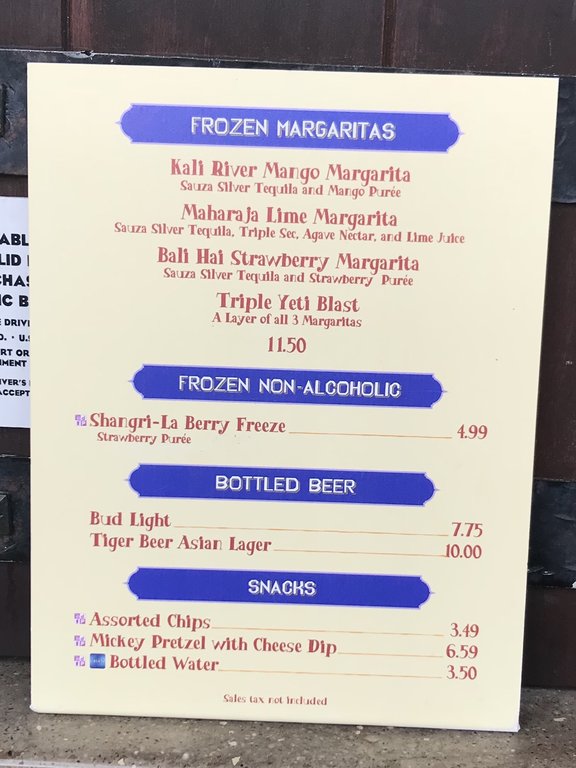 FROZEN MARGARITAS
Kali River Mango Margarita
Sauza Silver Tequila and Mango Purée
Maharaja Lime Margarita
Sauza Silver Tequila, Triple Sec, Agave Nectar, and Lime Juice
Bali Hai Strawberry Margarita
Sauza Silver Tequila and Strawberry Purée
Triple Yeti Blast
A Layer of all 3 Margaritas
11.50
FROZEN NON-ALCOHOLIC
Shangri-La Berry Freeze 4.99
Strawberry Purée
BOTTLED BEER
Bud Light 7.75
Tiger Beer Asian Lager 10.00
SNACKS
Assorted Chips 3.49
Mickey Pretzel with Cheese Dip 6.59
Bottled Water 3.50
Sales tax not included